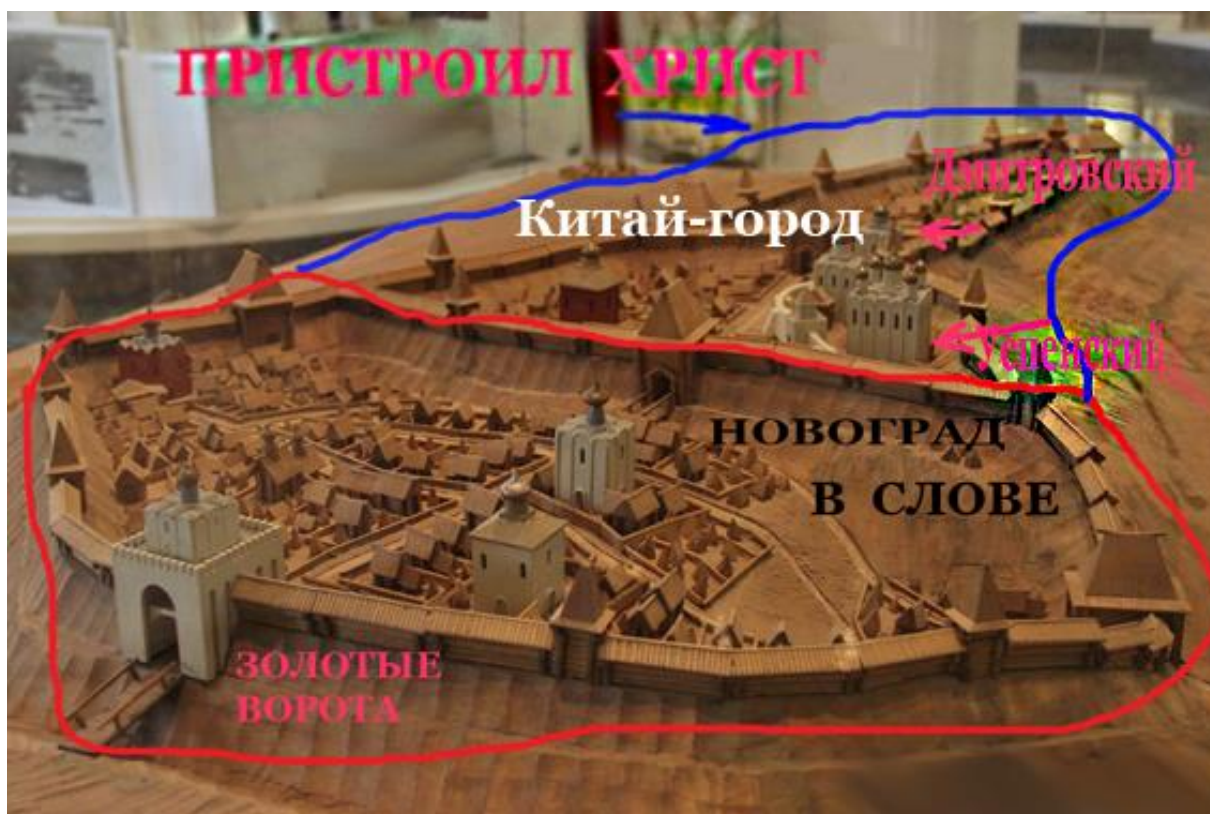 ПРИСТРОИЛ ХРИСТ
Дмитровский
Китай-город
Успенский
НОВОГРАД
В СЛОВЕ
ЗОЛОТЫЕ
ВОРОТА